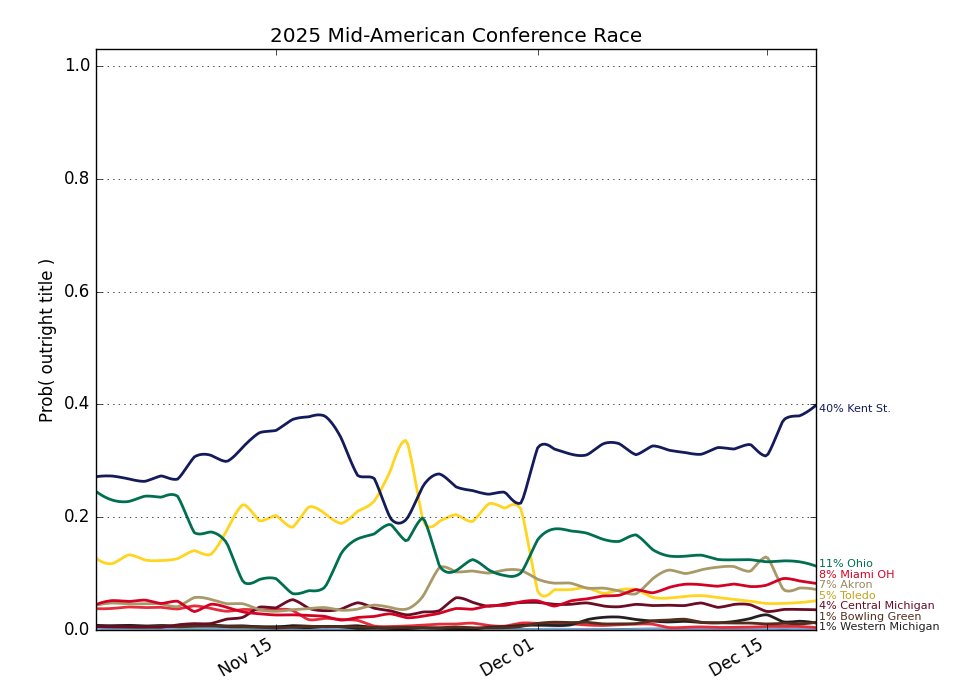 2025 Mid-American Conference Race
Prob( outright title )
1.0
0.8
0.6
0.4
0.2
0.0
Nov 15
Dec 01
Dec 15
40% Kent St.
11% Ohio
8% Miami OH
7% Akron
5% Toledo
4% Central Michigan
1% Bowling Green
1% Western Michigan